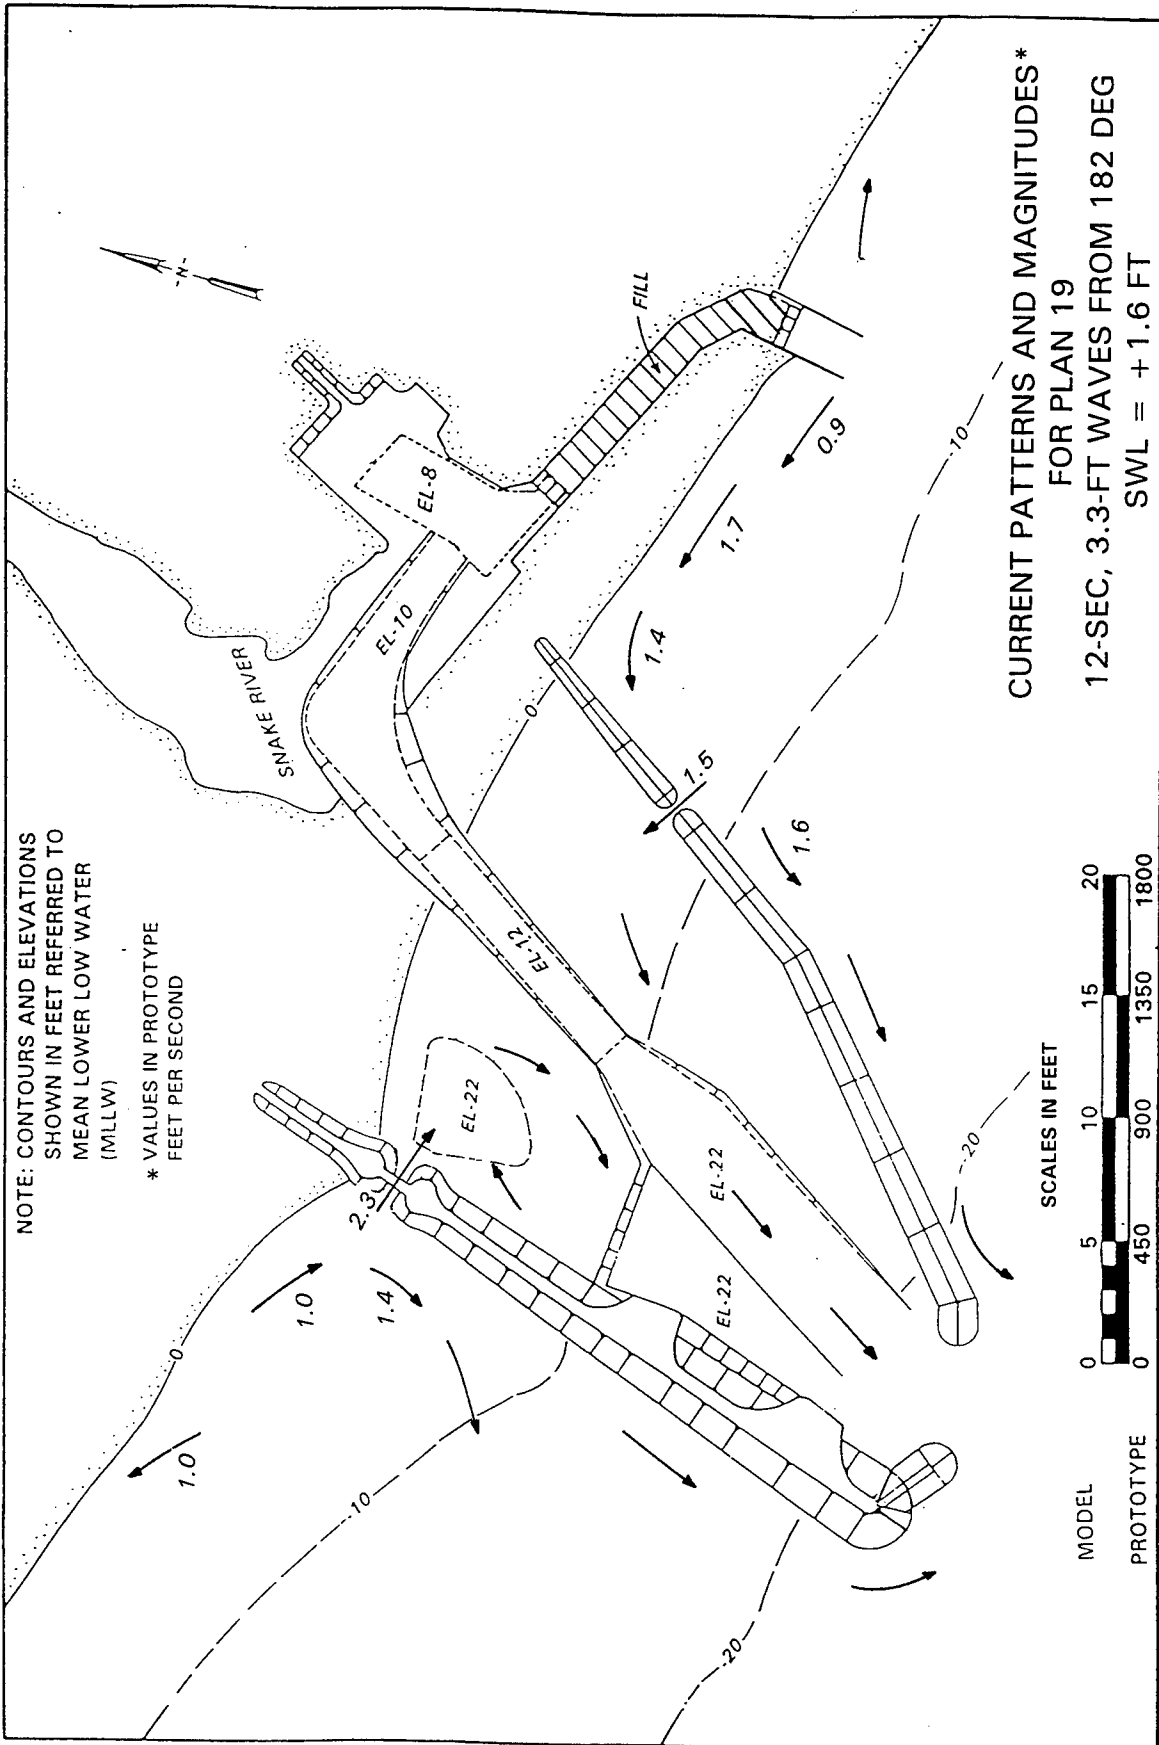 NOTE: CONTOURS AND ELEVATIONS
SHOWN IN FEET REFERRED TO
MEAN LOWER LOW WATER
(MLLW)
* VALUES IN PROTOTYPE
FEET PER SECOND
SNAKE RIVER
-N-
EL-8
EL-10
FILL
EL-12
EL-22
EL-22
EL-22
0
0
-10
-10
-20
-20
1.0
1.0
1.4
2.3
1.4
1.7
0.9
1.5
1.6
SCALES IN FEET
MODEL 0 5 10 15 20
PROTOTYPE 0 450 900 1350 1800
CURRENT PATTERNS AND MAGNITUDES*
FOR PLAN 19
12-SEC, 3.3-FT WAVES FROM 182 DEG
SWL = +1.6 FT